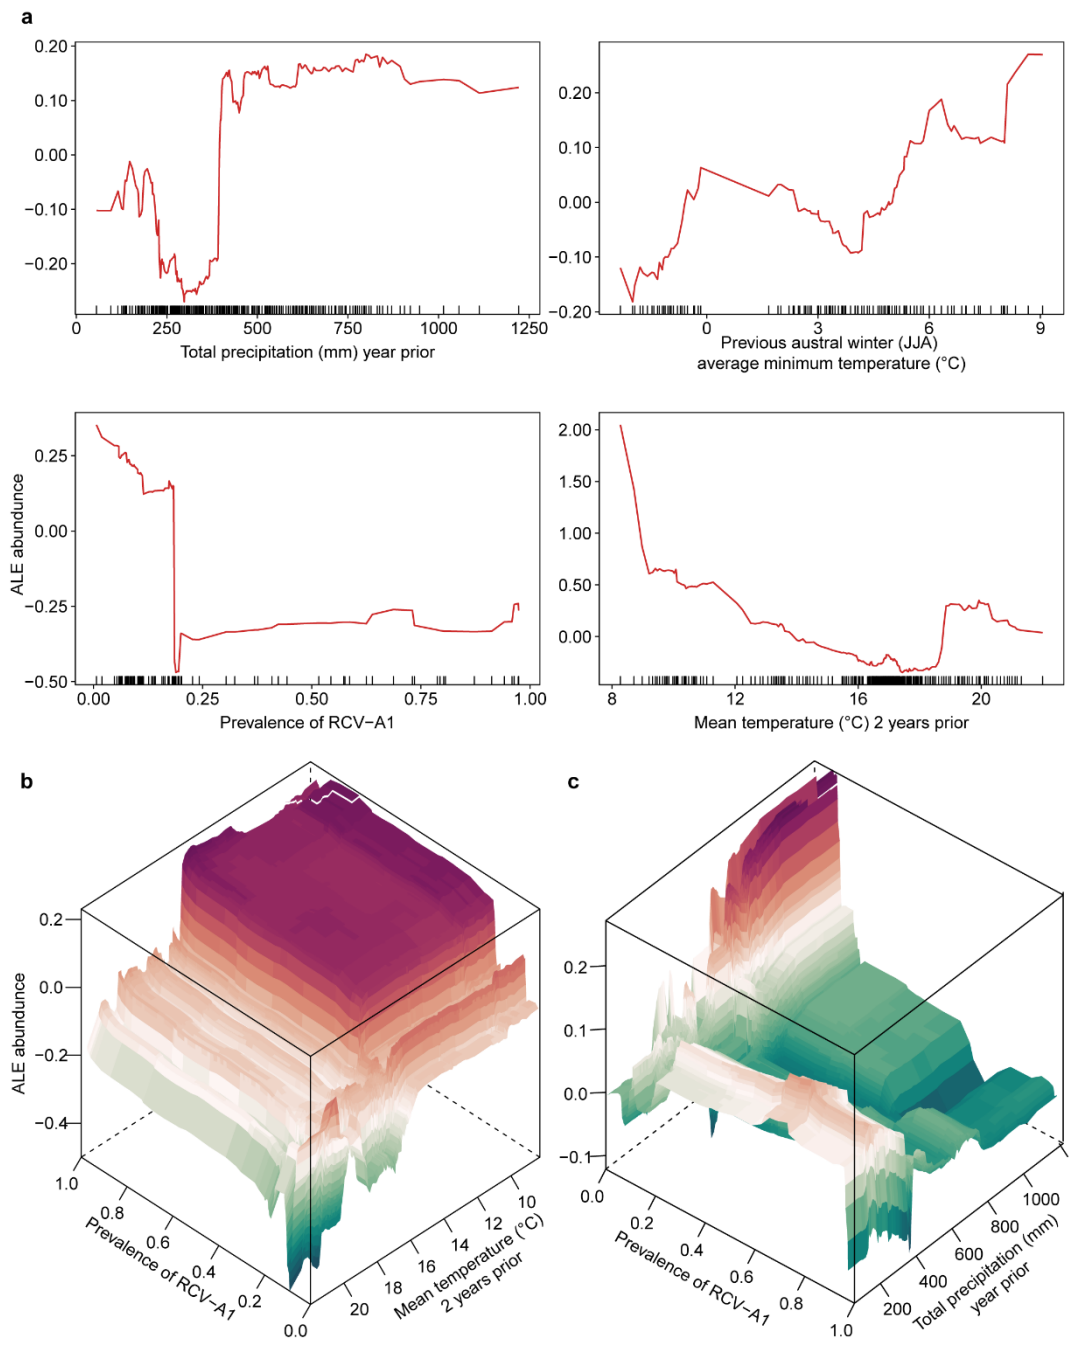 a
0.20
0.10
0.00
−0.10
−0.20
0 250 500 750 1000 1250
Total precipitation (mm) year prior
0.20
0.10
0.00
−0.10
−0.20
0 3 6 9
Previous austral winter (JJA)
average minimum temperature (°C)
ALE abundunce
0.25
0.00
−0.25
−0.50
0.00 0.25 0.50 0.75 1.00
Prevalence of RCV−A1
2.00
1.50
1.00
0.50
0.00
8 12 16 20
Mean temperature (°C) 2 years prior
b
ALE abundunce
0.2
0.0
−0.2
−0.4
1.0
0.8
0.6
0.4
0.2
0.0
Prevalence of RCV−A1
20
18
16
14
12
10
Mean temperature (°C)
2 years prior
c
0.2
0.1
0.0
−0.1
0.0
0.2
0.4
0.6
0.8
1.0
Prevalence of RCV−A1
200
400
600
800
1000
Total precipitation (mm)
year prior